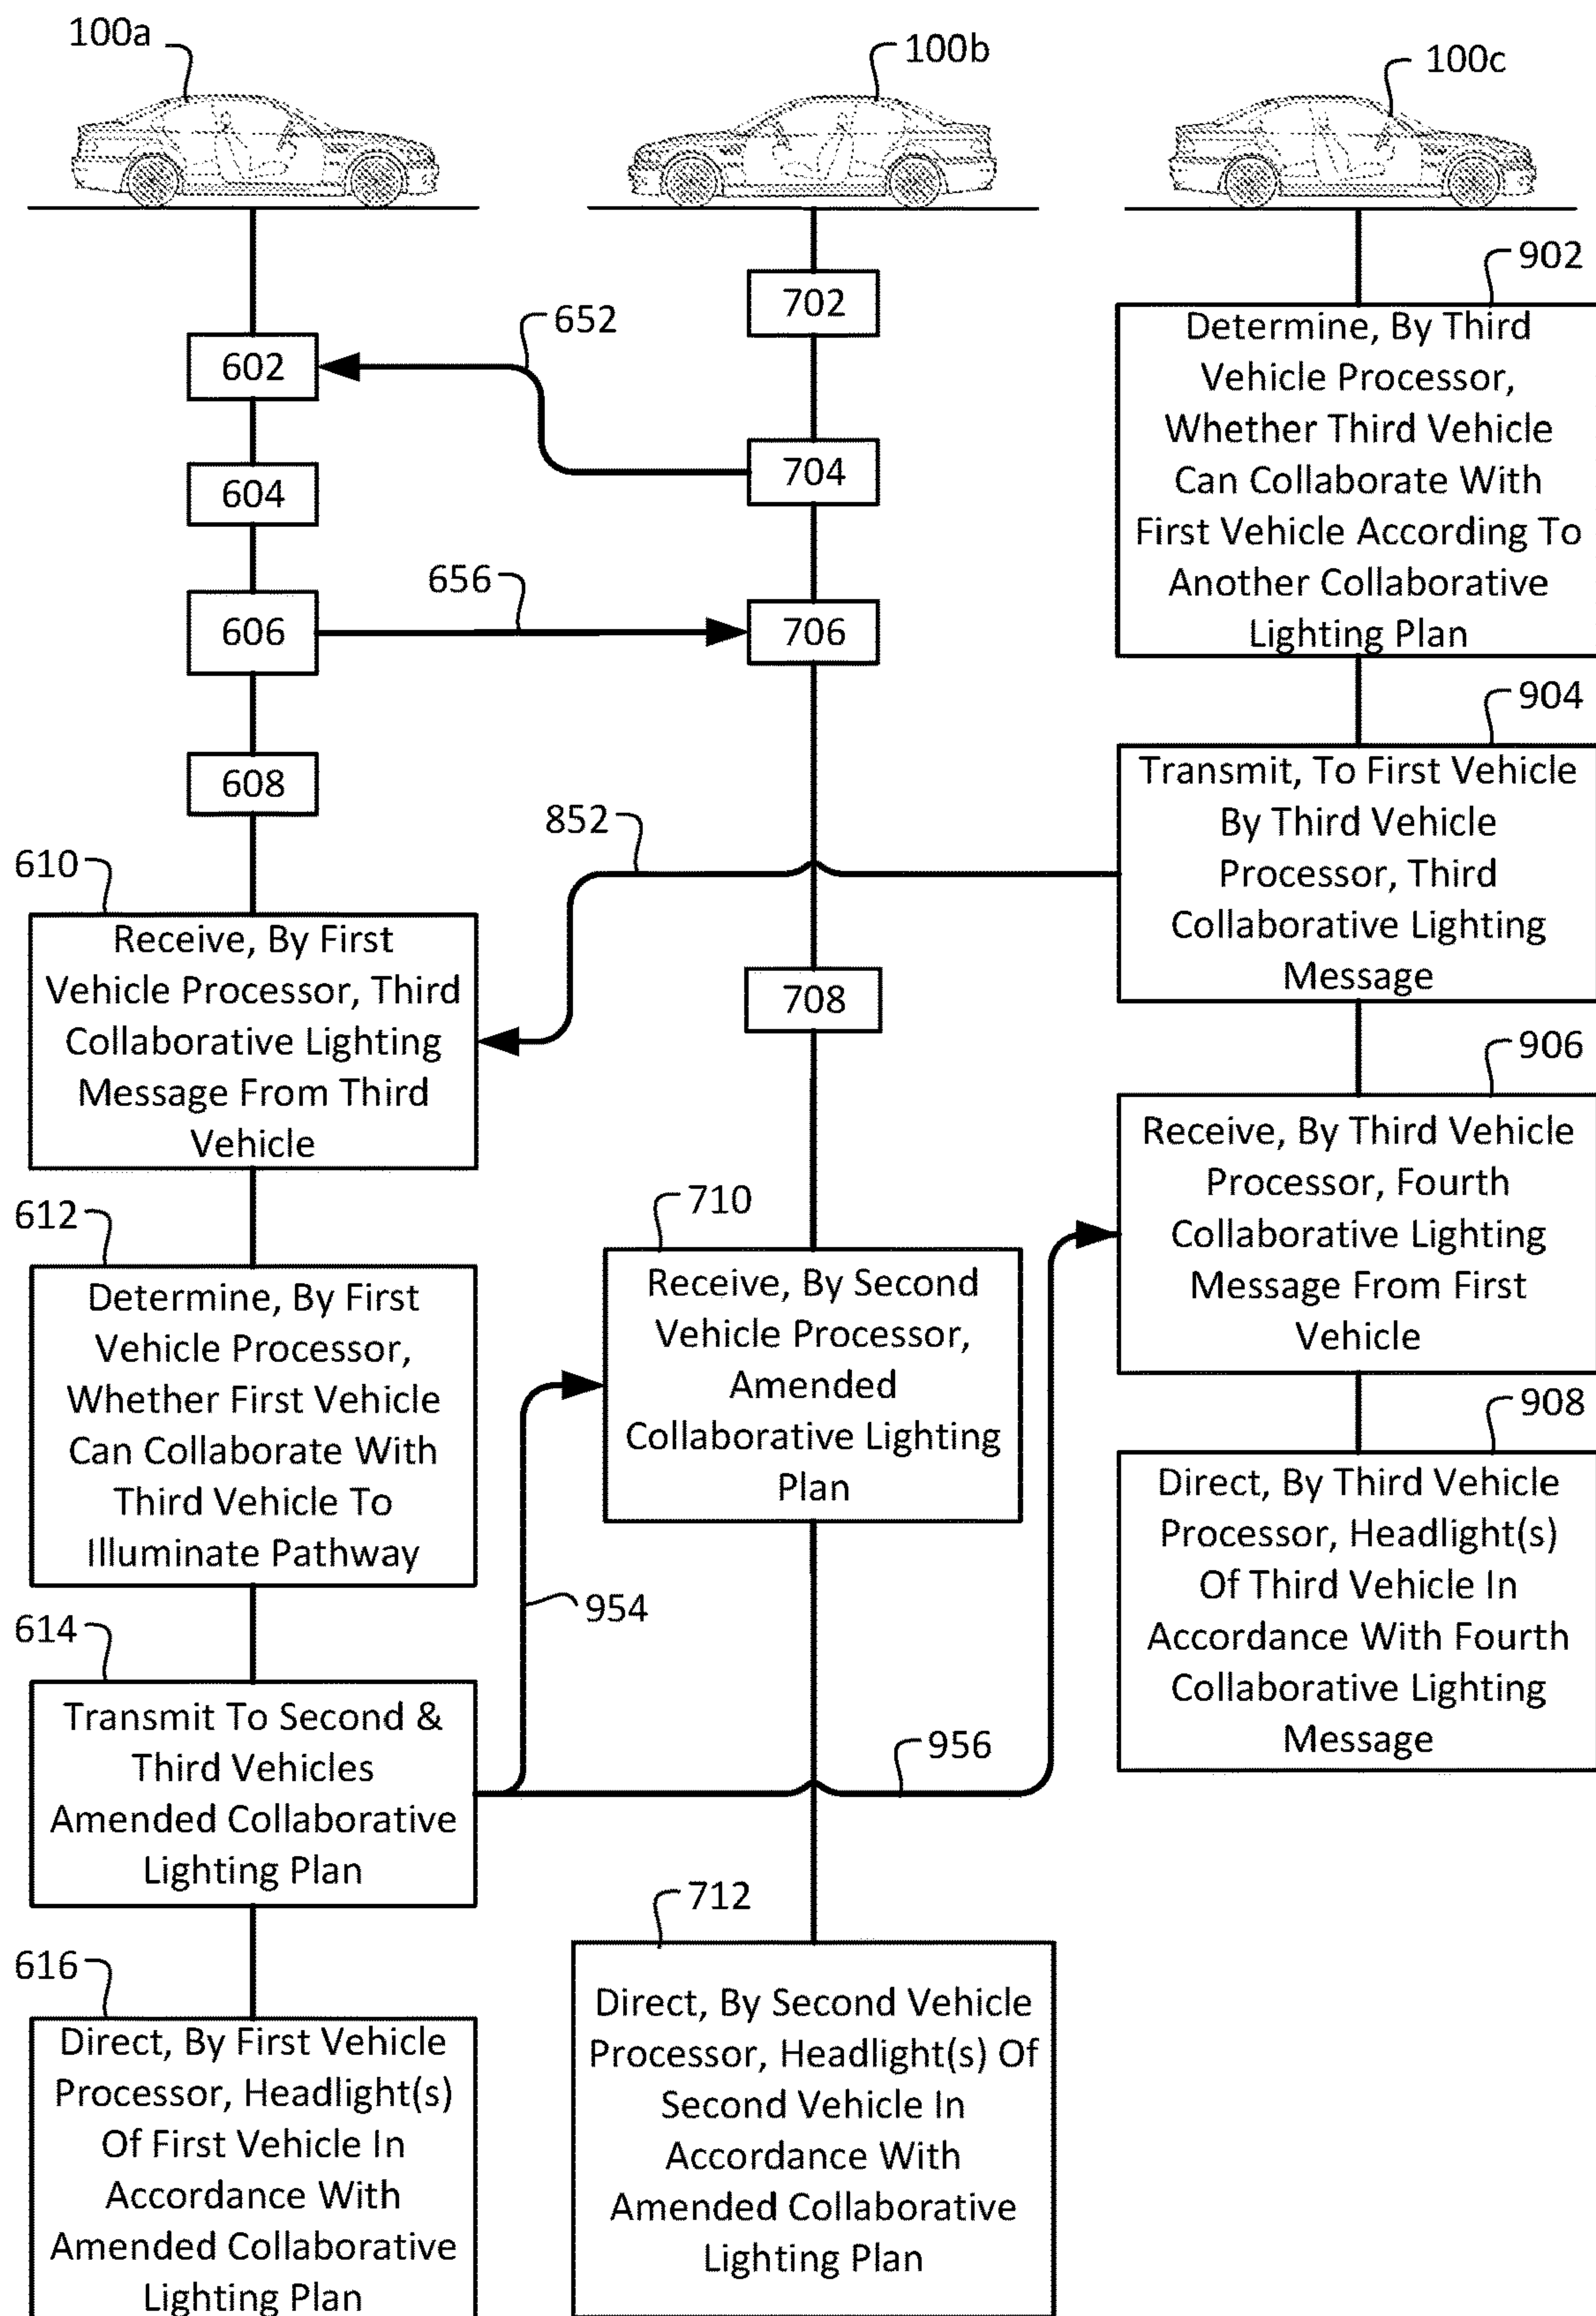 100a
100b
100c
902
Determine, By Third
Vehicle Processor,
Whether Third Vehicle
Can Collaborate With
First Vehicle According To
Another Collaborative
Lighting Plan
702
652
602
704
604
656
606
706
608
904
Transmit, To First Vehicle
By Third Vehicle
Processor, Third
Collaborative Lighting
Message
852
610
Receive, By First
Vehicle Processor, Third
Collaborative Lighting
Message From Third
Vehicle
708
906
Receive, By Third Vehicle
Processor, Fourth
Collaborative Lighting
Message From First
Vehicle
710
Receive, By Second
Vehicle Processor,
Amended
Collaborative Lighting
Plan
612
Determine, By First
Vehicle Processor,
Whether First Vehicle
Can Collaborate With
Third Vehicle To
Illuminate Pathway
908
Direct, By Third Vehicle
Processor, Headlight(s)
Of Third Vehicle In
Accordance With Fourth
Collaborative Lighting
Message
954
614
Transmit To Second &
Third Vehicles
Amended Collaborative
Lighting Plan
956
712
Direct, By Second Vehicle
Processor, Headlight(s) Of
Second Vehicle In
Accordance With
Amended Collaborative
Lighting Plan
616
Direct, By First Vehicle
Processor, Headlight(s)
Of First Vehicle In
Accordance With
Amended Collaborative
Lighting Plan